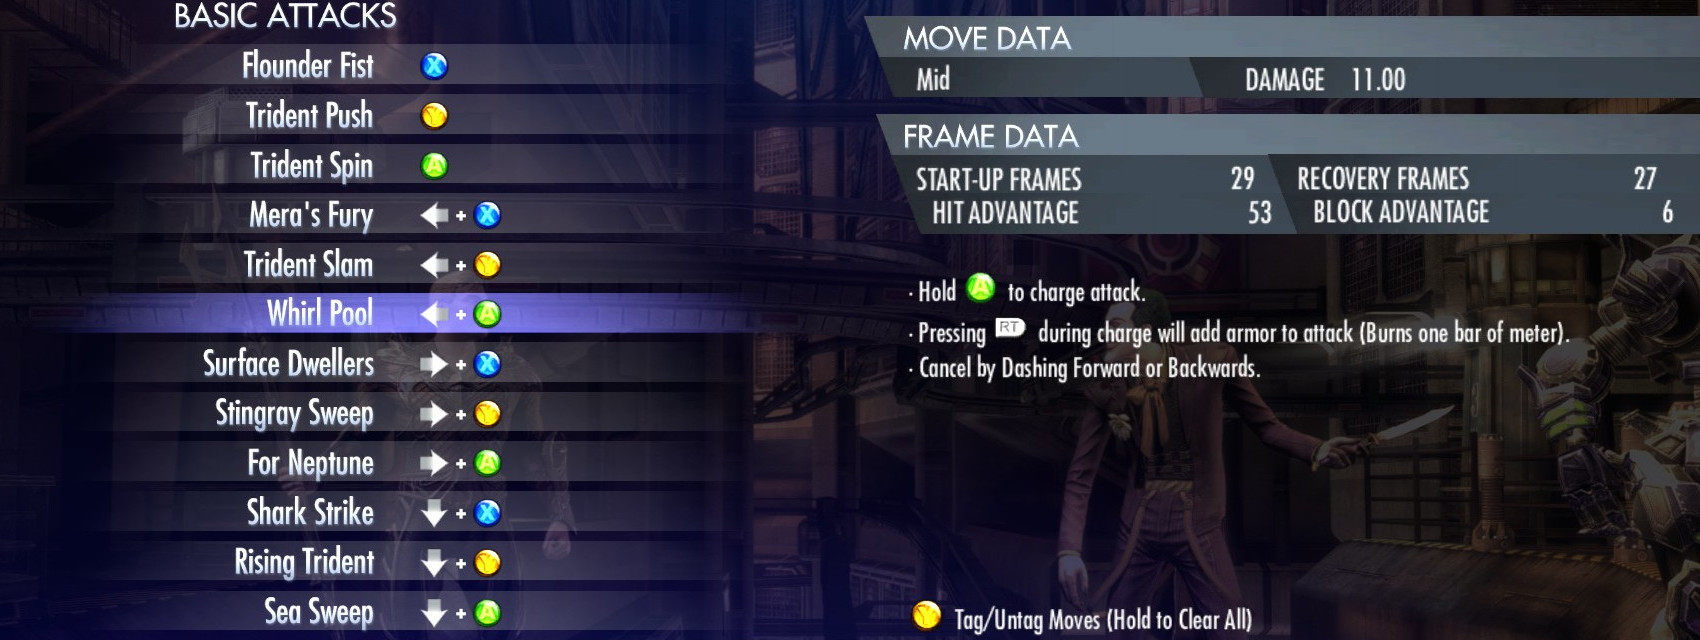 BASIC ATTACKS
Flounder Fist X
Trident Push Y
Trident Spin A
Mera's Fury + X
Trident Slam + Y
Whirl Pool + A
Surface Dwellers + X
Stingray Sweep + Y
For Neptune + A
Shark Strike + X
Rising Trident + Y
Sea Sweep + A
MOVE DATA
Mid DAMAGE 11.00
FRAME DATA
START-UP FRAMES 29 RECOVERY FRAMES 27
HIT ADVANTAGE 53 BLOCK ADVANTAGE 6
· Hold A to charge attack.
· Pressing RT during charge will add armor to attack (Burns one bar of meter).
· Cancel by Dashing Forward or Backwards.
Y Tag/Untag Moves (Hold to Clear All)